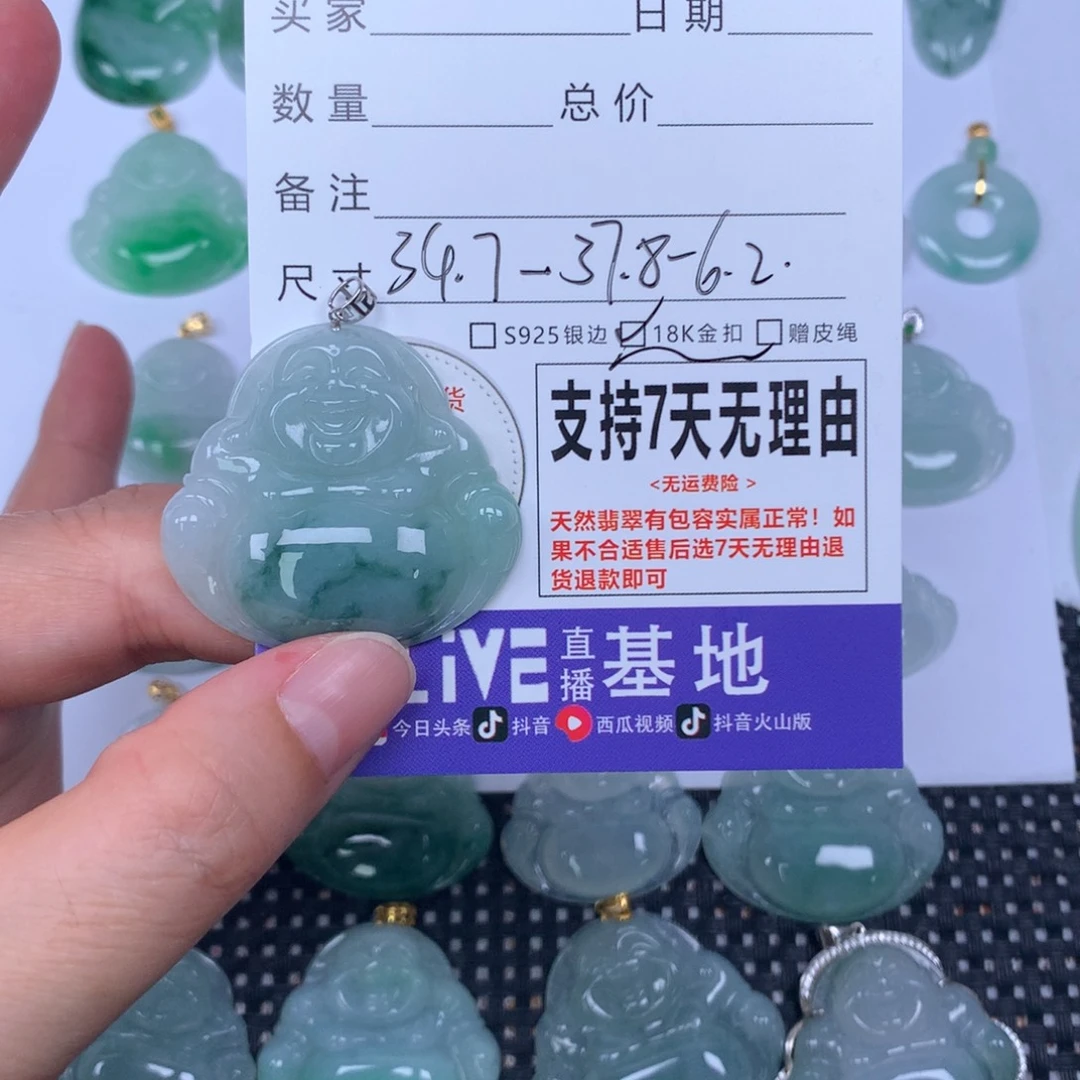 买家 日期
数量 总价
备注
尺寸 34.7-37.8-6.2.
S925银边 18K金扣 赠皮绳
货
支持7天无理由
<无运费险>
天然翡翠有包容实属正常！如
果不合适售后选7天无理由退
货退款即可
LiVE 直播 基地
今日头条 抖音 西瓜视频 抖音火山版